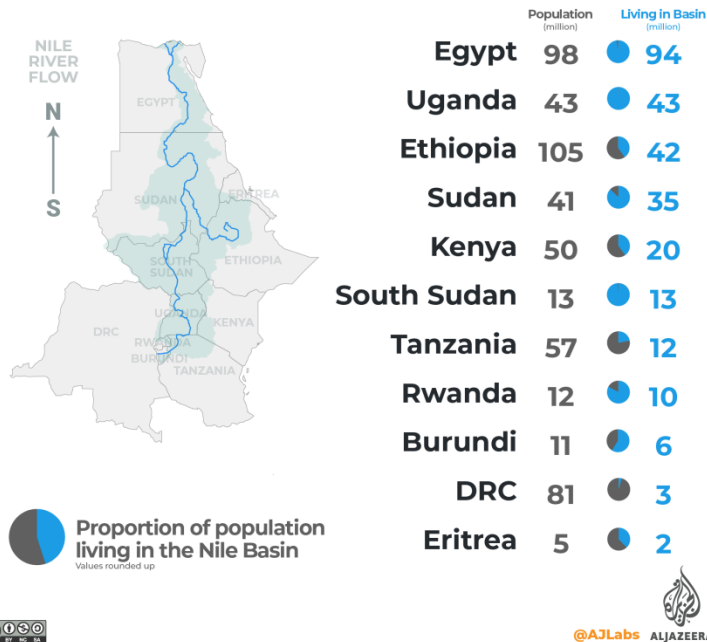 Population
(million)
Living in Basin
(million)
Egypt 98 94
Uganda 43 43
Ethiopia 105 42
Sudan 41 35
Kenya 50 20
South Sudan 13 13
Tanzania 57 12
Rwanda 12 10
Burundi 11 6
DRC 81 3
Eritrea 5 2
NILE
RIVER
FLOW
N
S
EGYPT
SUDAN
ERITREA
SOUTH
SUDAN
ETHIOPIA
UGANDA
KENYA
DRC
RWANDA
BURUNDI
TANZANIA
Proportion of population
living in the Nile Basin
Values rounded up
BY NC SA
@AJLabs
ALJAZEERA